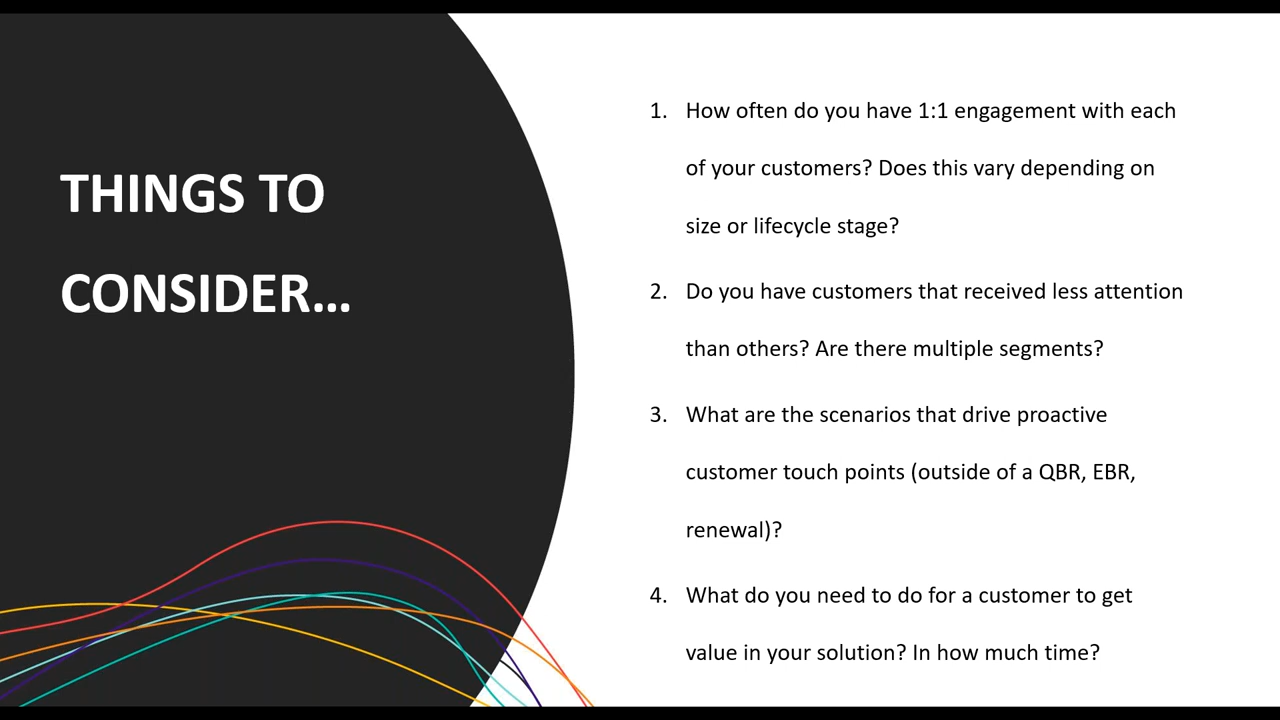 THINGS TO
CONSIDER...
1. How often do you have 1:1 engagement with each
of your customers? Does this vary depending on
size or lifecycle stage?
2. Do you have customers that received less attention
than others? Are there multiple segments?
3. What are the scenarios that drive proactive
customer touch points (outside of a QBR, EBR,
renewal)?
4. What do you need to do for a customer to get
value in your solution? In how much time?